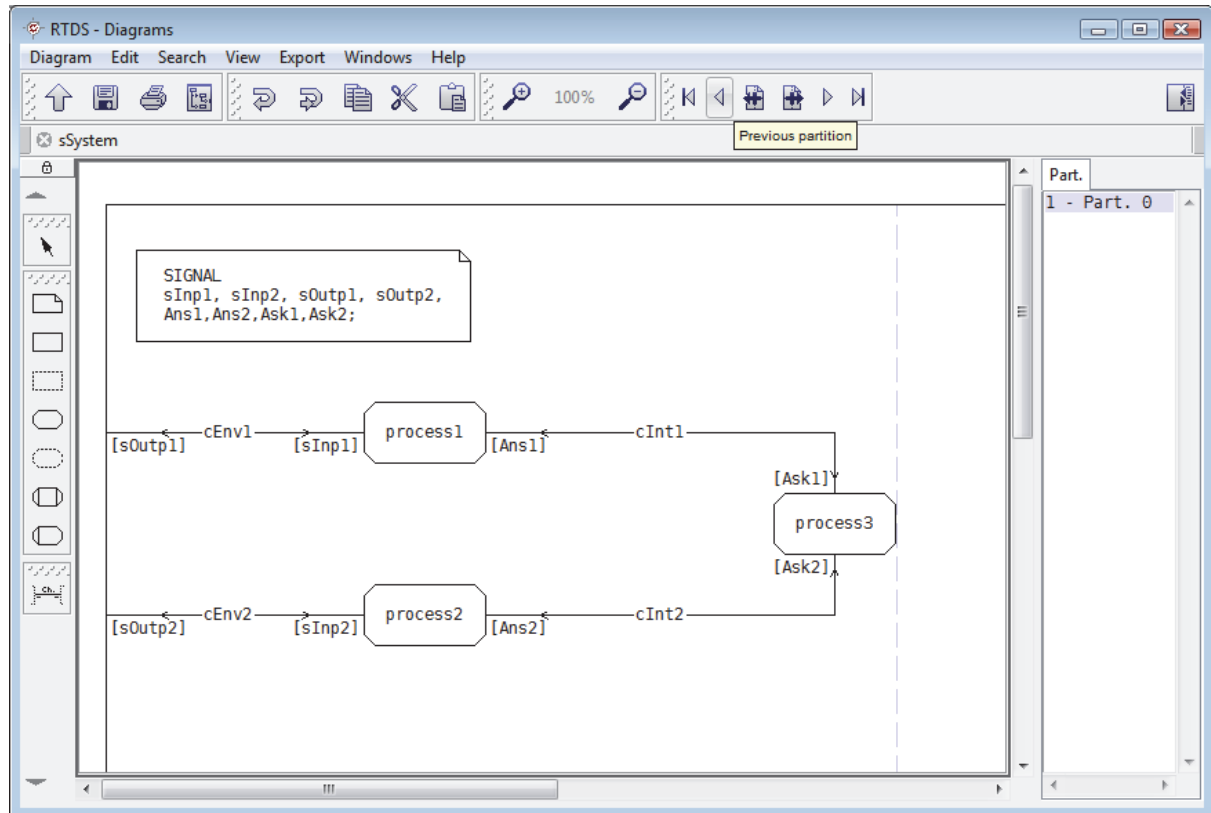 RTDS - Diagrams
Diagram Edit Search View Export Windows Help
100%
Previous partition
sSystem
Part.
1 - Part. 0
SIGNAL
sInp1, sInp2, sOutp1, sOutp2,
Ans1,Ans2,Ask1,Ask2;
cEnv1
process1
cInt1
[sOutp1]
[sInp1]
[Ans1]
[Ask1]
process3
[Ask2]
cEnv2
process2
cInt2
[sOutp2]
[sInp2]
[Ans2]
Ch.